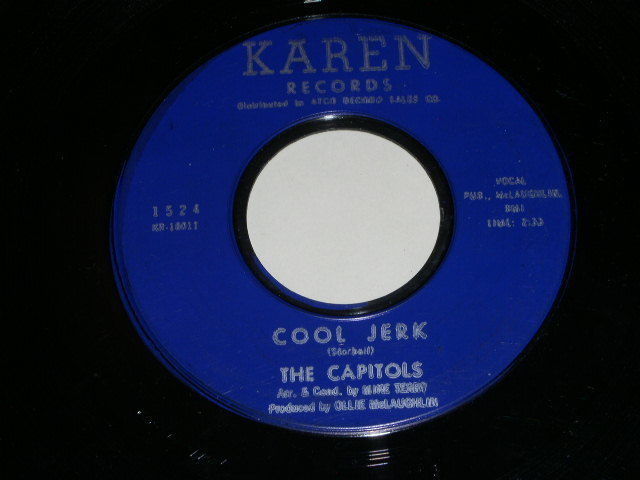 KAREN
RECORDS
Distributed by ATCO RECORD SALES CO.
1524
KR-10011
VOCAL
PUB., McLAUGHLIN,
BMI
TIME: 2:33
COOL JERK
(Storball)
THE CAPITOLS
Arr. & Cond. by MIKE TERRY
Produced by OLLIE McLAUGHLIN